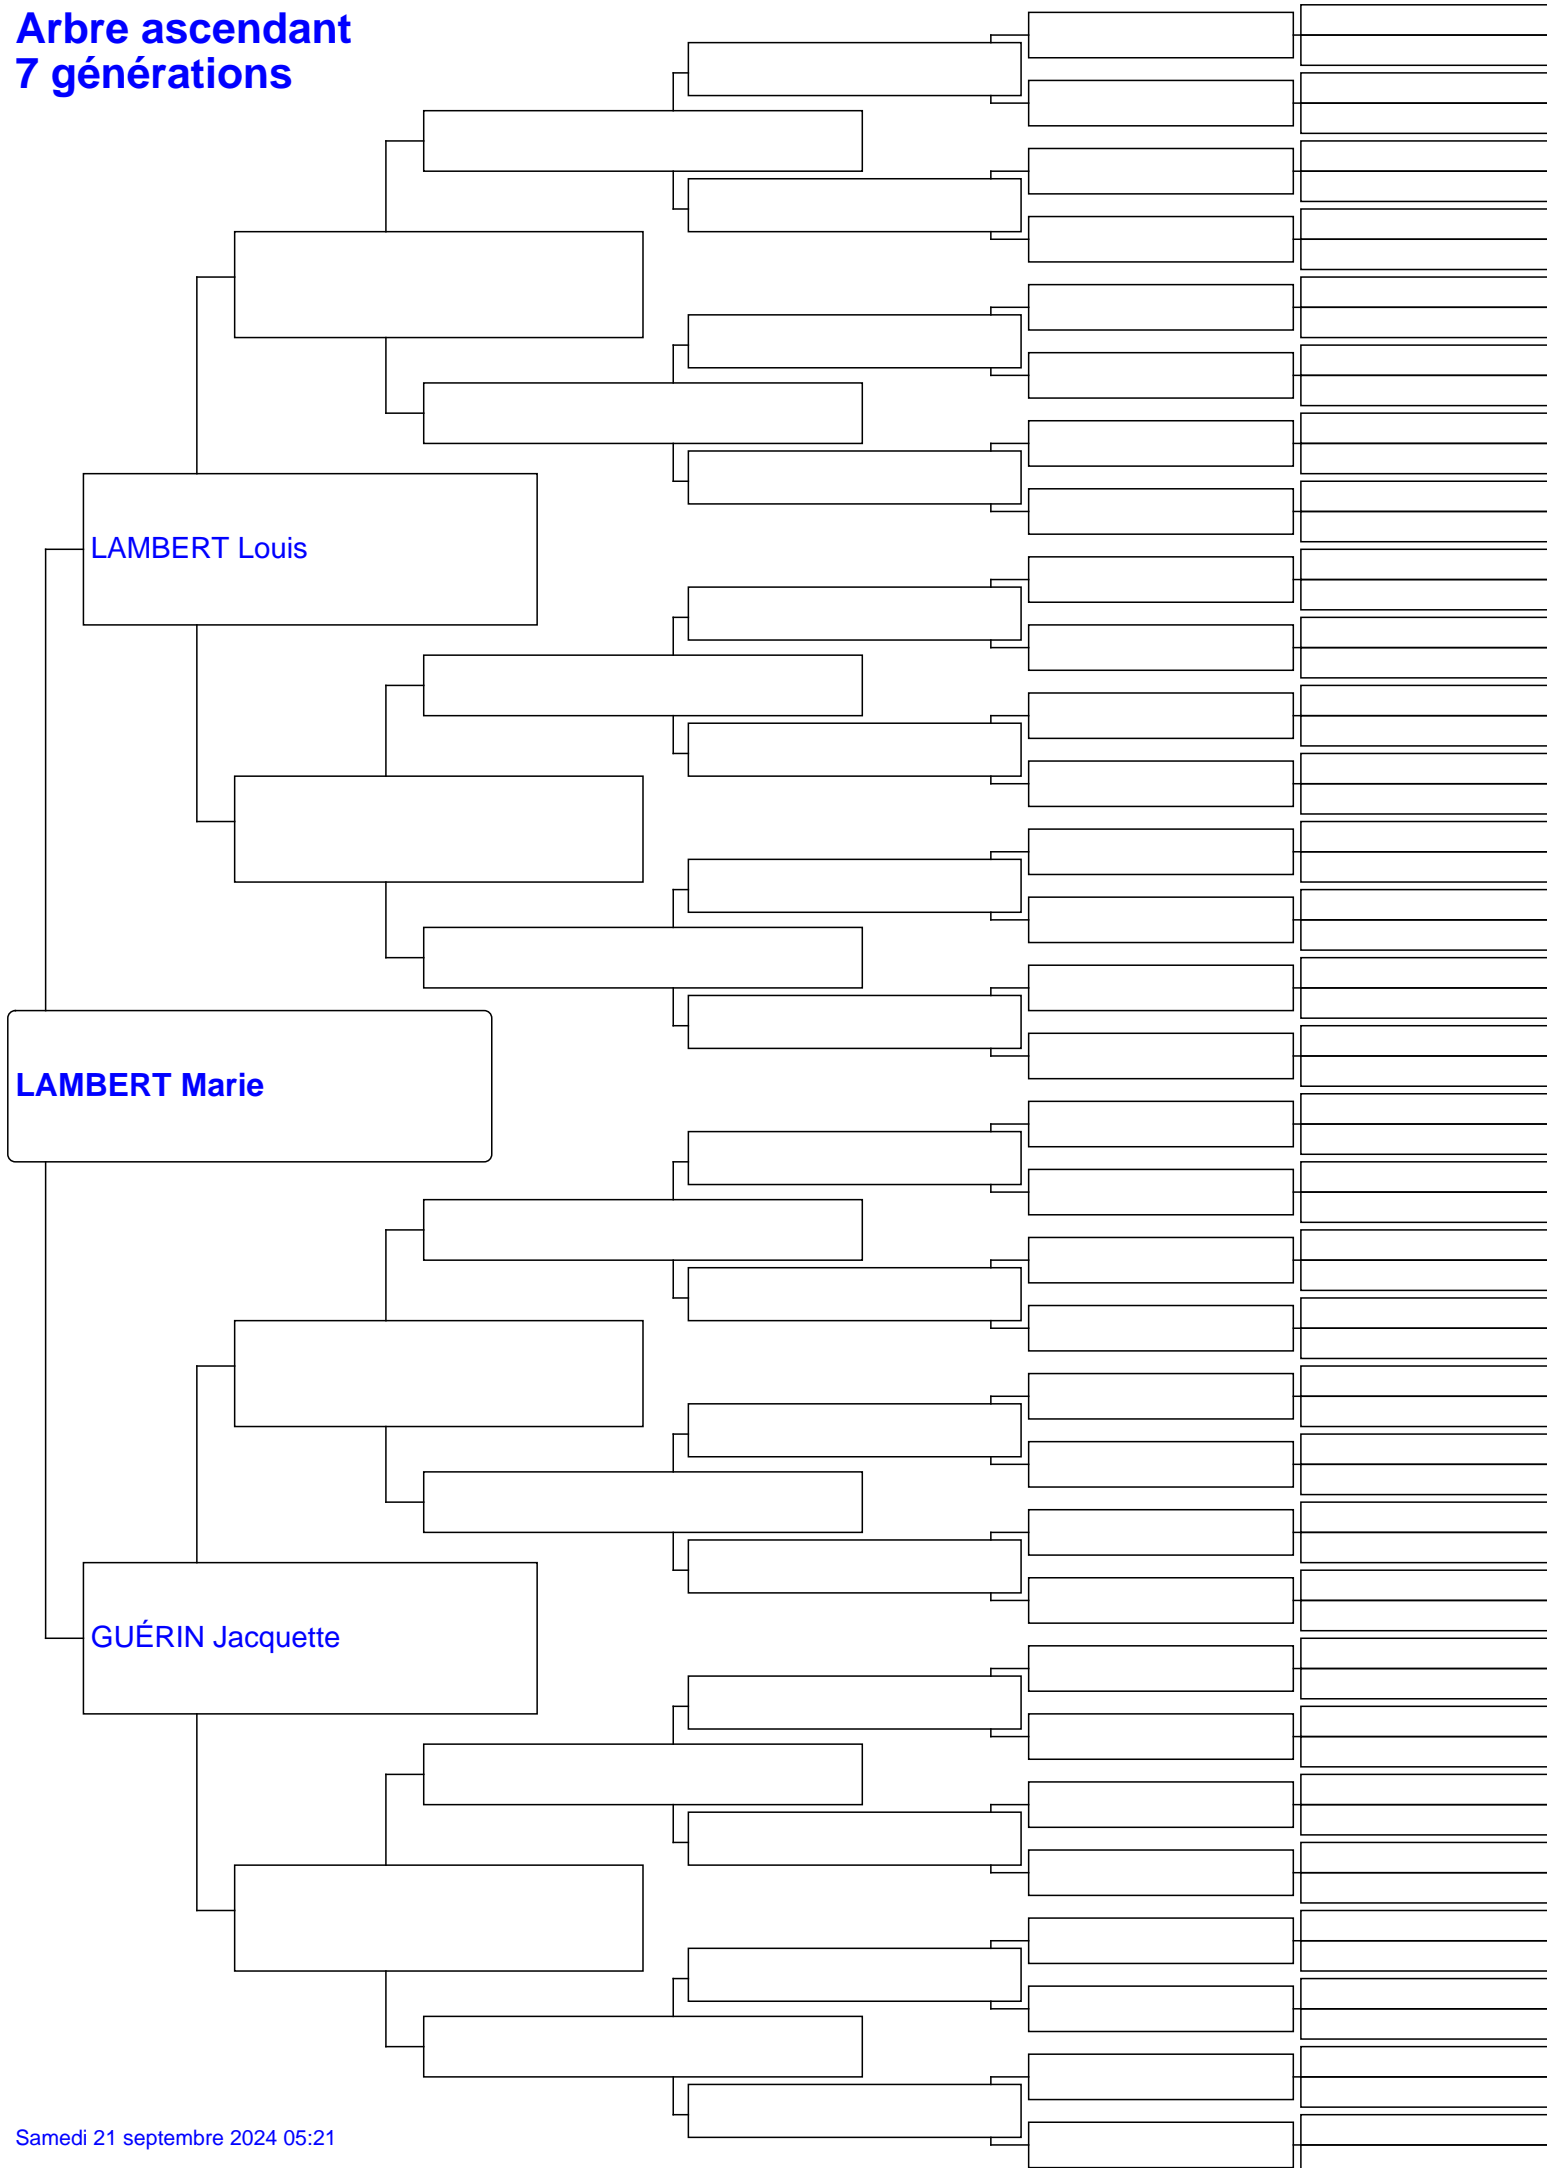 Arbre ascendant
7 générations
LAMBERT Louis
LAMBERT Marie
GUÉRIN Jacquette
Samedi 21 septembre 2024 05:21